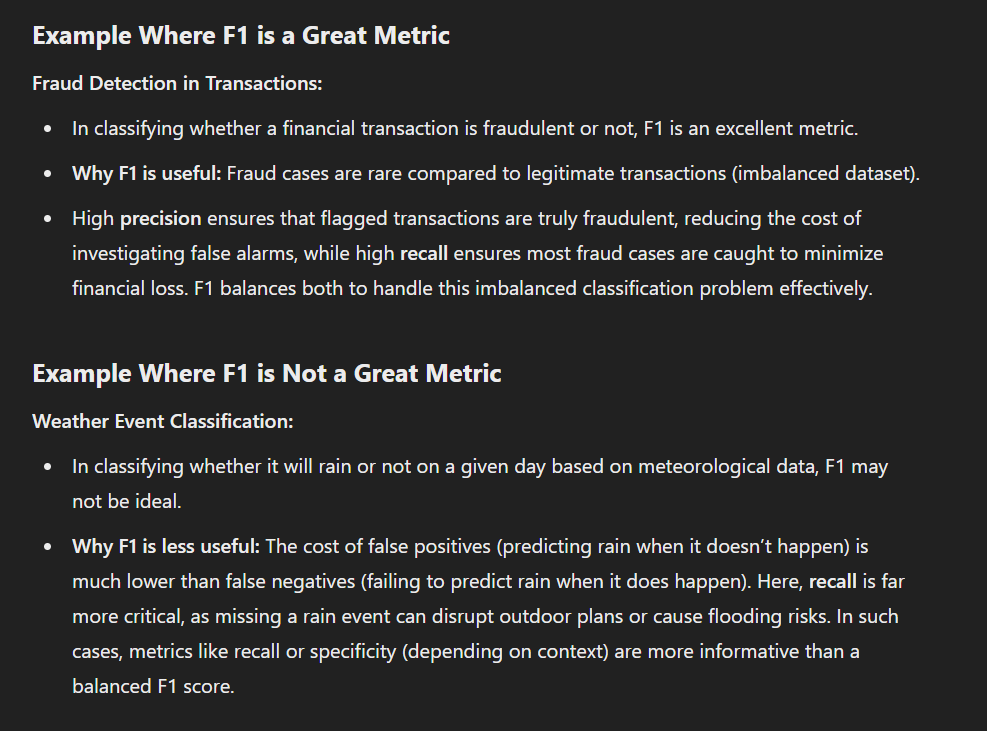 Example Where F1 is a Great Metric
Fraud Detection in Transactions:
• In classifying whether a financial transaction is fraudulent or not, F1 is an excellent metric.
• Why F1 is useful: Fraud cases are rare compared to legitimate transactions (imbalanced dataset).
• High precision ensures that flagged transactions are truly fraudulent, reducing the cost of
investigating false alarms, while high recall ensures most fraud cases are caught to minimize
financial loss. F1 balances both to handle this imbalanced classification problem effectively.
Example Where F1 is Not a Great Metric
Weather Event Classification:
• In classifying whether it will rain or not on a given day based on meteorological data, F1 may
not be ideal.
• Why F1 is less useful: The cost of false positives (predicting rain when it doesn’t happen) is
much lower than false negatives (failing to predict rain when it does happen). Here, recall is far
more critical, as missing a rain event can disrupt outdoor plans or cause flooding risks. In such
cases, metrics like recall or specificity (depending on context) are more informative than a
balanced F1 score.